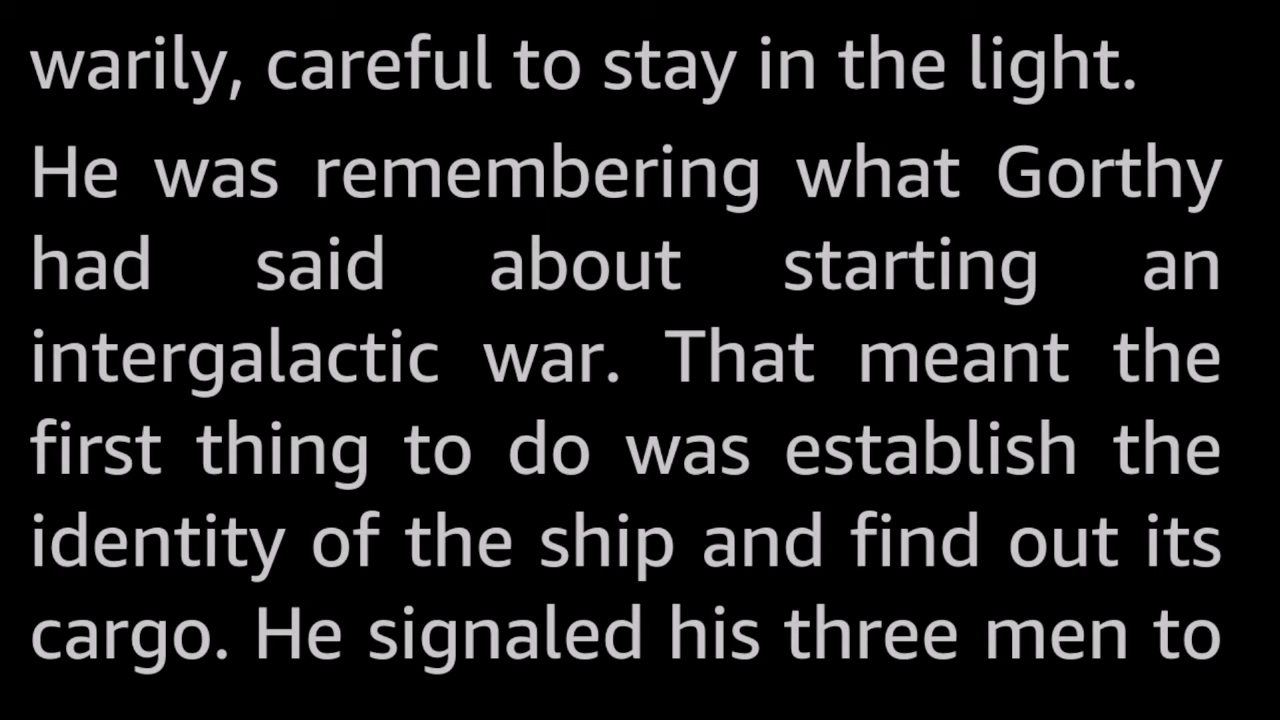 warily, careful to stay in the light.
He was remembering what Gorthy
had said about starting an
intergalactic war. That meant the
first thing to do was establish the
identity of the ship and find out its
cargo. He signaled his three men to